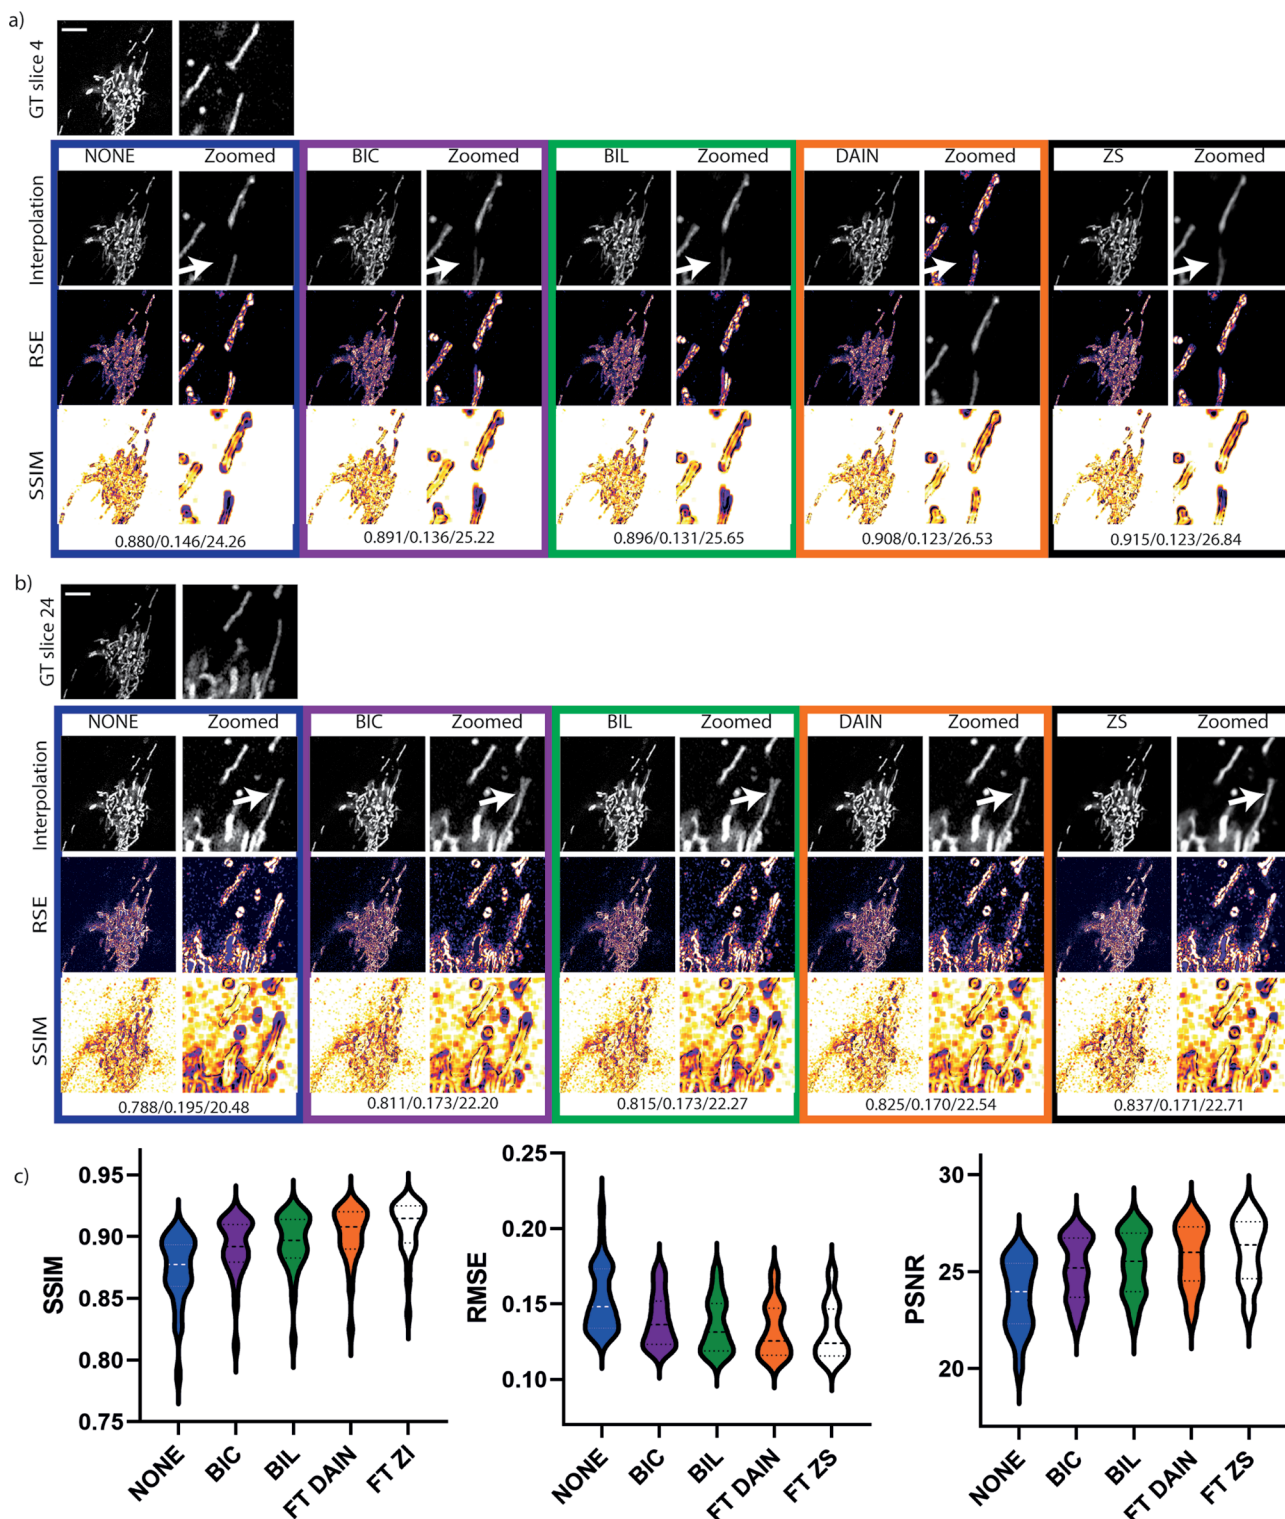 a)
GT slice 4
NONE Zoomed BIC Zoomed BIL Zoomed DAIN Zoomed ZS Zoomed
Interpolation
RSE
SSIM
0.880/0.146/24.26 0.891/0.136/25.22 0.896/0.131/25.65 0.908/0.123/26.53 0.915/0.123/26.84
b)
GT slice 24
NONE Zoomed BIC Zoomed BIL Zoomed DAIN Zoomed ZS Zoomed
Interpolation
RSE
SSIM
0.788/0.195/20.48 0.811/0.173/22.20 0.815/0.173/22.27 0.825/0.170/22.54 0.837/0.171/22.71
c)
SSIM
0.95
0.90
0.85
0.80
0.75
NONE BIC BIL FT DAIN FT ZI
RMSE
0.25
0.20
0.15
0.10
NONE BIC BIL FT DAIN FT ZS
PSNR
30
25
20
NONE BIC BIL FT DAIN FT ZS